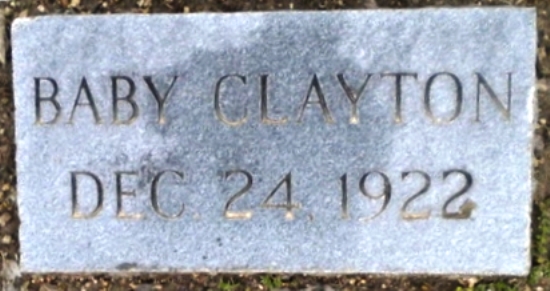 BABY CLAYTON
DEC. 24, 1922